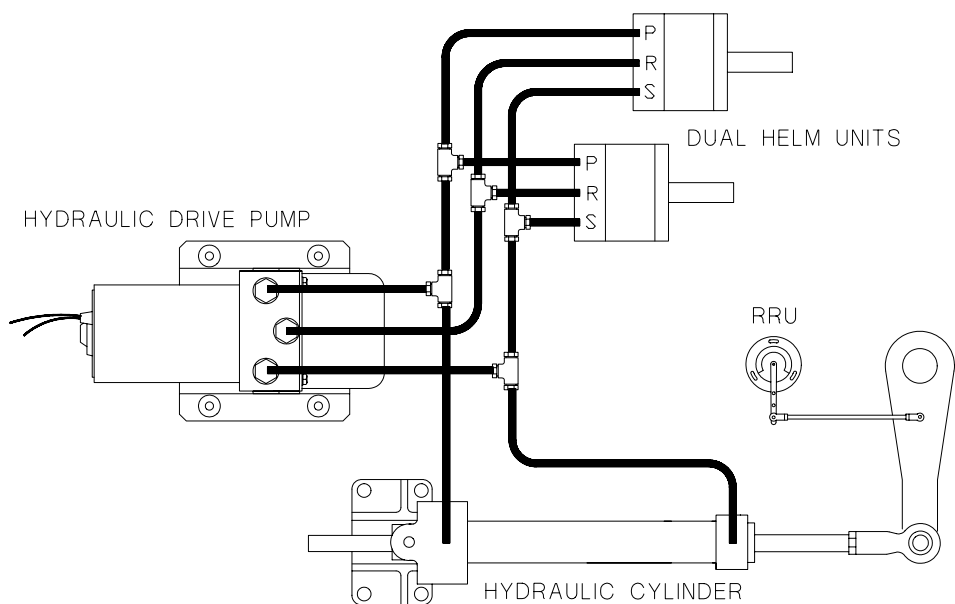 P
R
S
DUAL HELM UNITS
P
R
S
HYDRAULIC DRIVE PUMP
RRU
HYDRAULIC CYLINDER